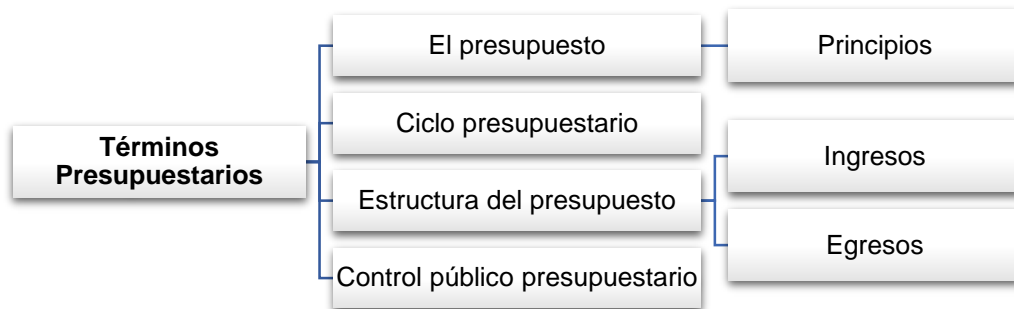 Términos
Presupuestarios
El presupuesto
Principios
Ciclo presupuestario
Estructura del presupuesto
Ingresos
Egresos
Control público presupuestario